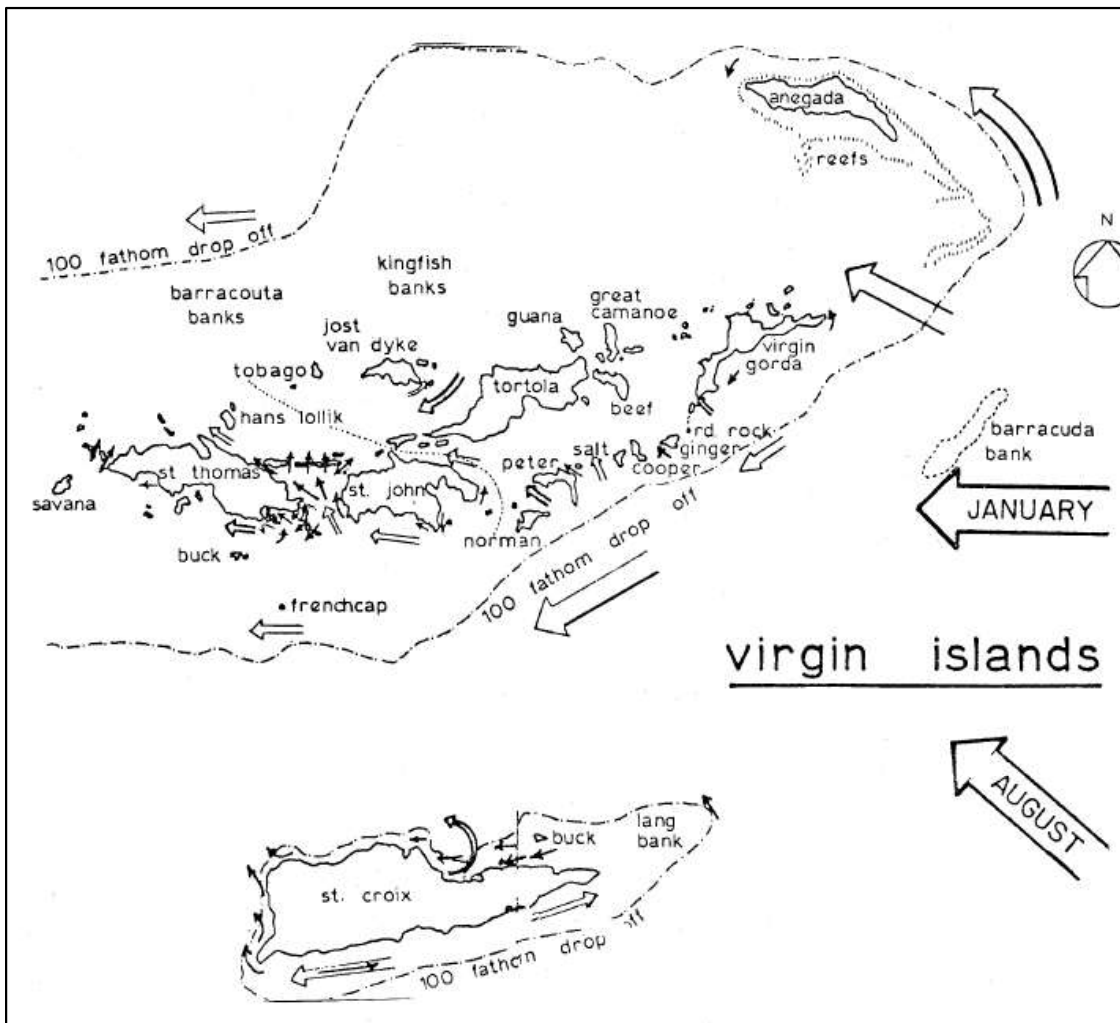 anegada
reefs
N
100 fathom drop off
kingfish
banks
barracouta
banks
great
camanoe
guana
jost
van dyke
virgin
gorda
tobago
tortola
beef
hans lollik
rd. rock
ginger
salt
cooper
barracuda
bank
peter
st. thomas
st. john
savana
norman
JANUARY
buck
100 fathom drop off
frenchcap
virgin islands
AUGUST
lang
bank
buck
st. croix
100 fathom drop off